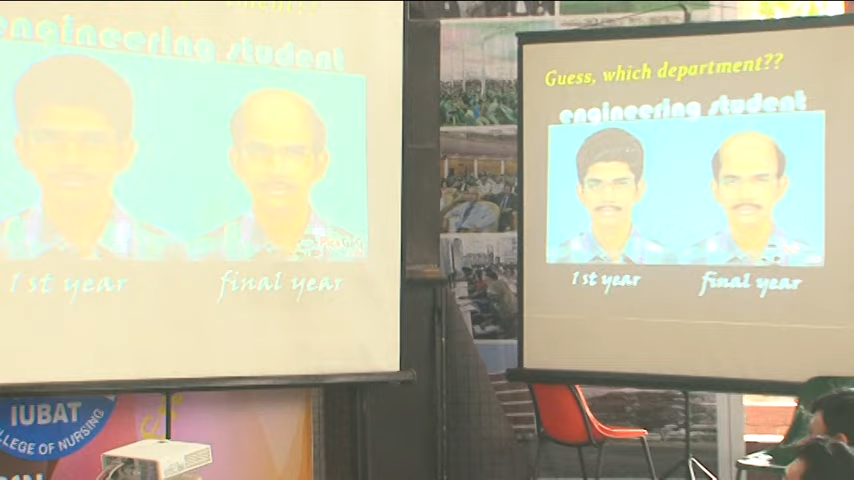 engineering student
1st year final year
Guess, which department??
engineering student
1st year final year
IUBAT
COLLEGE OF NURSING